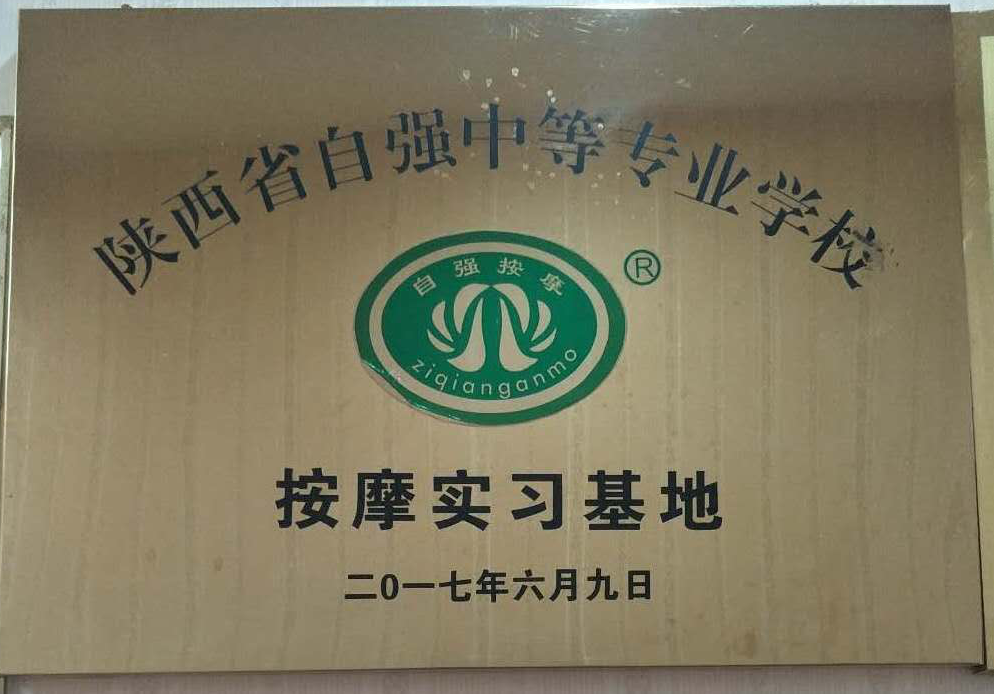 陕西省自强中等专业学校
自强按摩
®
ziqianganmo
按摩实习基地
二0一七年六月九日